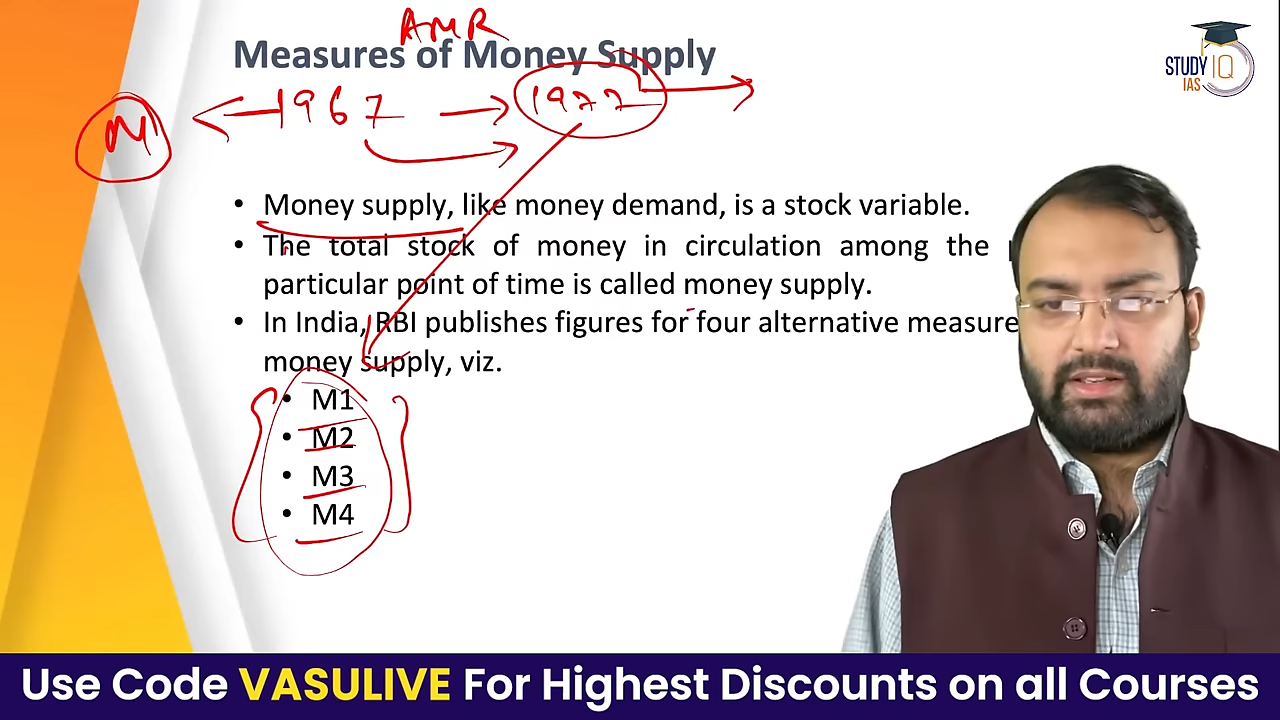 AMR
Measures of Money Supply
STUDY IQ
IAS
M 1967 1977
• Money supply, like money demand, is a stock variable.
• The total stock of money in circulation among the
particular point of time is called money supply.
• In India, RBI publishes figures for four alternative measure
money supply, viz.
• M1
• M2
• M3
• M4
Use Code VASULIVE For Highest Discounts on all Courses